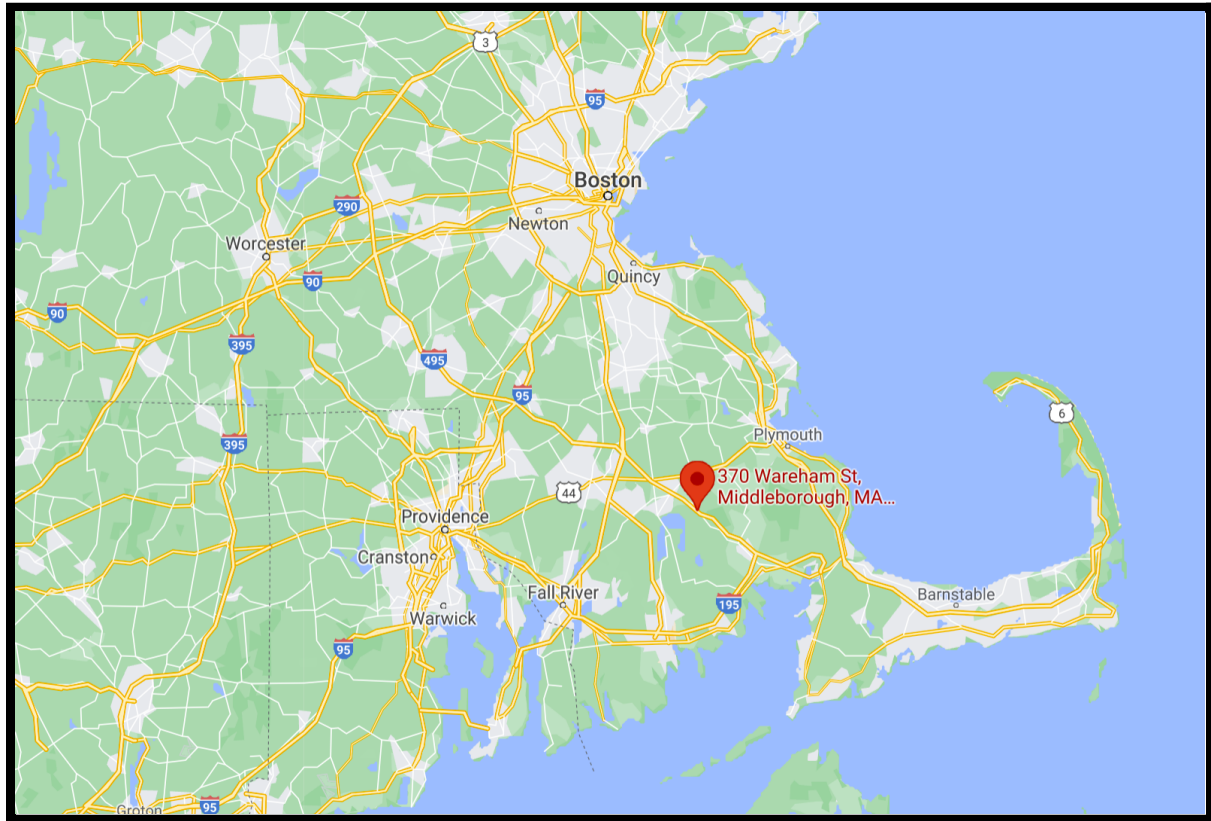 3
95
Boston
290
Newton
Worcester
Quincy
90
90
395
495
95
6
395
Plymouth
370 Wareham St,
Middleborough, MA...
44
Providence
Cranston
Fall River
Barnstable
195
Warwick
95
95
Groton